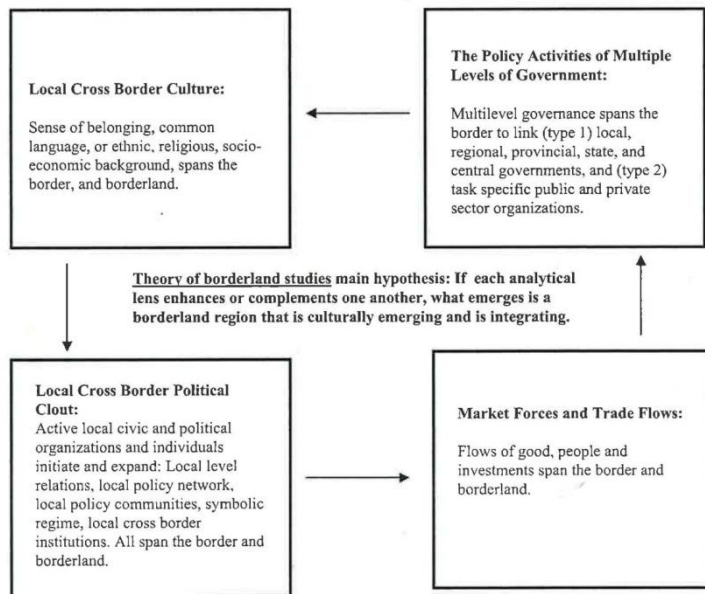 Local Cross Border Culture:
Sense of belonging, common
language, or ethnic, religious, socio-
economic background, spans the
border, and borderland.
The Policy Activities of Multiple
Levels of Government:
Multilevel governance spans the
border to link (type 1) local,
regional, provincial, state, and
central governments, and (type 2)
task specific public and private
sector organizations.
Theory of borderland studies main hypothesis: If each analytical
lens enhances or complements one another, what emerges is a
borderland region that is culturally emerging and is integrating.
Local Cross Border Political
Clout:
Active local civic and political
organizations and individuals
initiate and expand: Local level
relations, local policy network,
local policy communities, symbolic
regime, local cross border
institutions. All span the border and
borderland.
Market Forces and Trade Flows:
Flows of good, people and
investments span the border and
borderland.